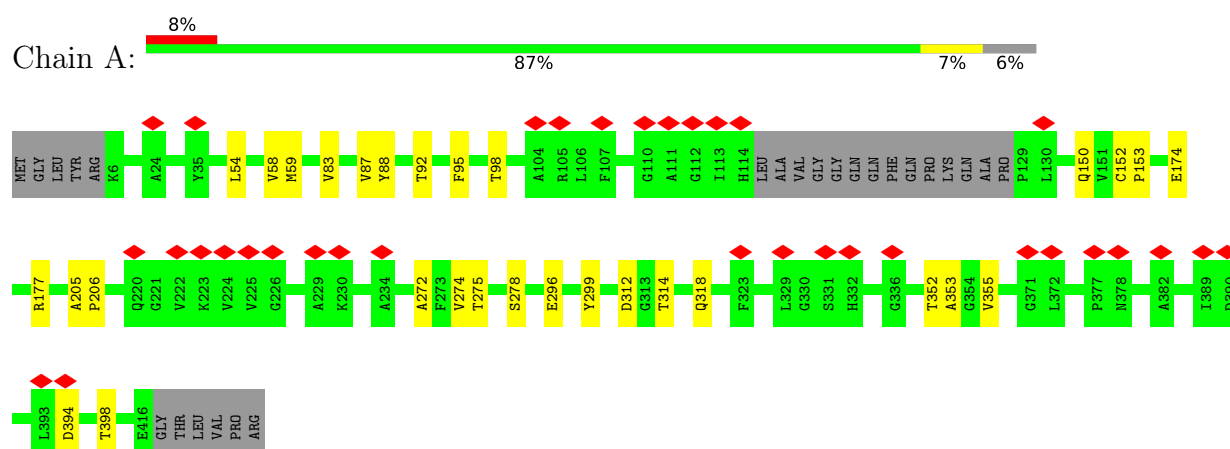 8%
Chain A:
87% 7% 6%
MET GLY LEU TYR ARG K6 A24 Y35 L54 V58 M59 V83 V87 Y88 T92 F95 T98 A104 R105 L106 F107 G110 A111 G112 I113 H114 LEU ALA VAL GLY GLY GLN GLN PHE GLN PRO LYS GLN ALA PRO P129 L130 Q150 V151 C152 P153 E174
R177 A205 P206 Q220 G221 V222 K223 V224 V225 G226 A229 K230 A234 A272 F273 V274 T275 S278 E296 Y299 D312 G313 T314 Q318 F323 L329 G330 S331 H332 G336 T352 A353 G354 V355 G371 L372 P377 N378 A382 I389
L393 D394 T398 E416 GLY THR LEU VAL PRO ARG